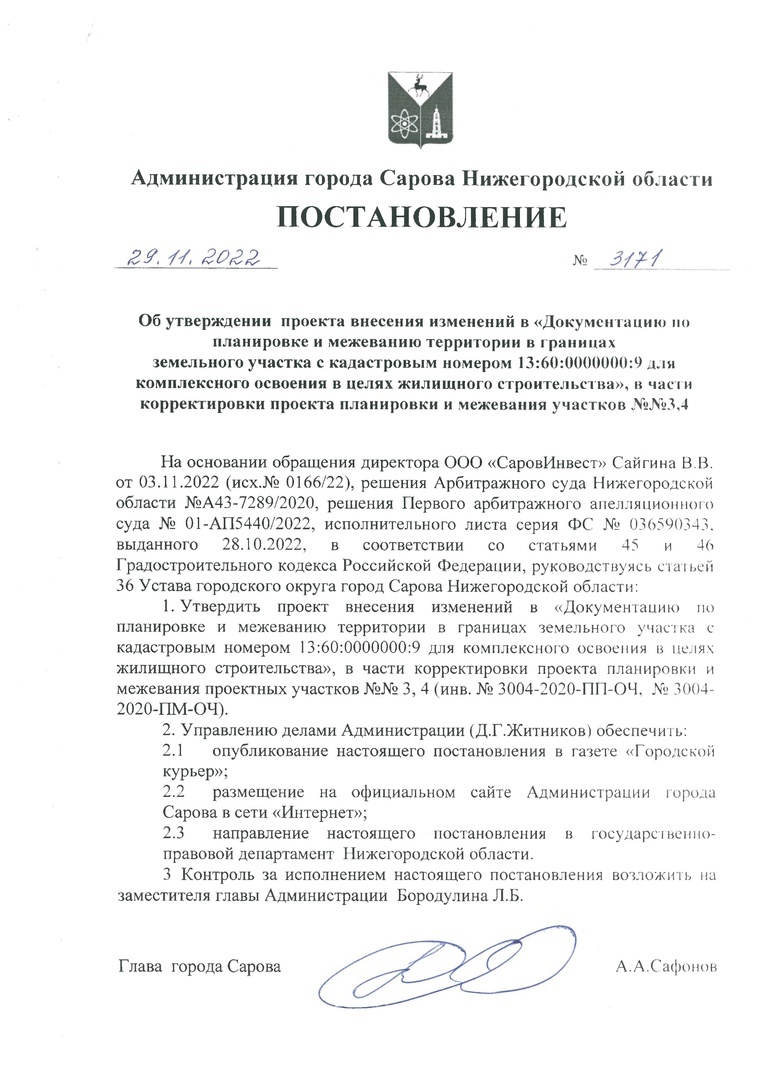 Администрация города Сарова Нижегородской области
ПОСТАНОВЛЕНИЕ
29.11.2022 № 3171
Об утверждении проекта внесения изменений в «Документацию по
планировке и межеванию территории в границах
земельного участка с кадастровым номером 13:60:0000000:9 для
комплексного освоения в целях жилищного строительства», в части
корректировки проекта планировки и межевания участков №№3,4
На основании обращения директора ООО «СаровИнвест» Сайгина В.В.
от 03.11.2022 (исх.№ 0166/22), решения Арбитражного суда Нижегородской
области №А43-7289/2020, решения Первого арбитражного апелляционного
суда № 01-АП5440/2022, исполнительного листа серия ФС № 036590343,
выданного 28.10.2022, в соответствии со статьями 45 и 46
Градостроительного кодекса Российской Федерации, руководствуясь статьей
36 Устава городского округа город Сарова Нижегородской области:
1. Утвердить проект внесения изменений в «Документацию по
планировке и межеванию территории в границах земельного участка с
кадастровым номером 13:60:0000000:9 для комплексного освоения в целях
жилищного строительства», в части корректировки проекта планировки и
межевания проектных участков №№ 3, 4 (инв. № 3004-2020-ПП-ОЧ, № 3004-
2020-ПМ-ОЧ).
2. Управлению делами Администрации (Д.Г.Житников) обеспечить:
2.1 опубликование настоящего постановления в газете «Городской
курьер»;
2.2 размещение на официальном сайте Администрации города
Сарова в сети «Интернет»;
2.3 направление настоящего постановления в государственно-
правовой департамент Нижегородской области.
3 Контроль за исполнением настоящего постановления возложить на
заместителя главы Администрации Бородулина Л.Б.
Глава города Сарова А.А.Сафонов